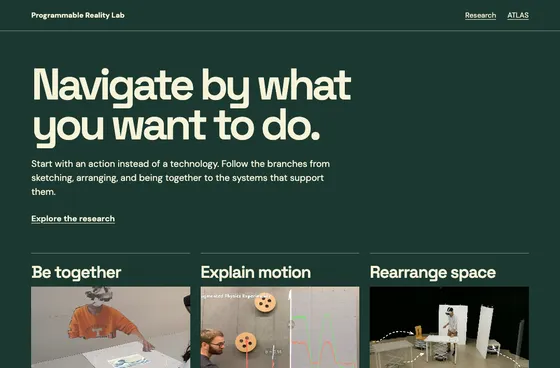 Programmable Reality Lab
Research ATLAS
Navigate by what
you want to do.
Start with an action instead of a technology. Follow the branches from
sketching, arranging, and being together to the systems that support
them.
Explore the research
Be together
Explain motion
Rearrange space